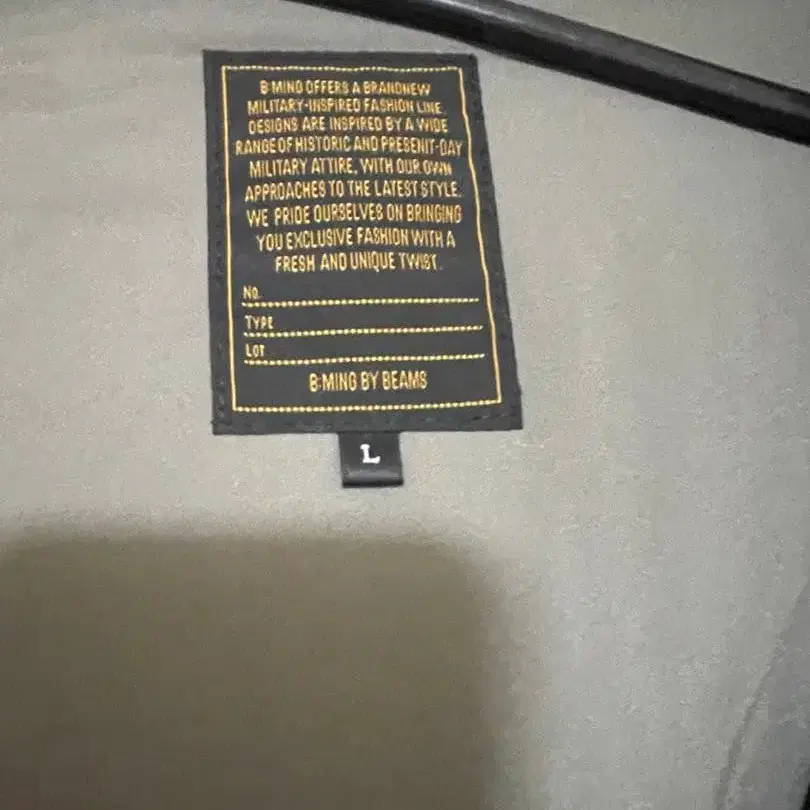 B:MING OFFERS A BRANDNEW
MILITARY-INSPIRED FASHION LINE.
DESIGNS ARE INSPIRED BY A WIDE
RANGE OF HISTORIC AND PRESENT-DAY
MILITARY ATTIRE, WITH OUR OWN
APPROACHES TO THE LATEST STYLE.
WE PRIDE OURSELVES ON BRINGING
YOU EXCLUSIVE FASHION WITH A
FRESH AND UNIQUE TWIST.
No.
TYPE
LOT
B:MING BY BEAMS
L